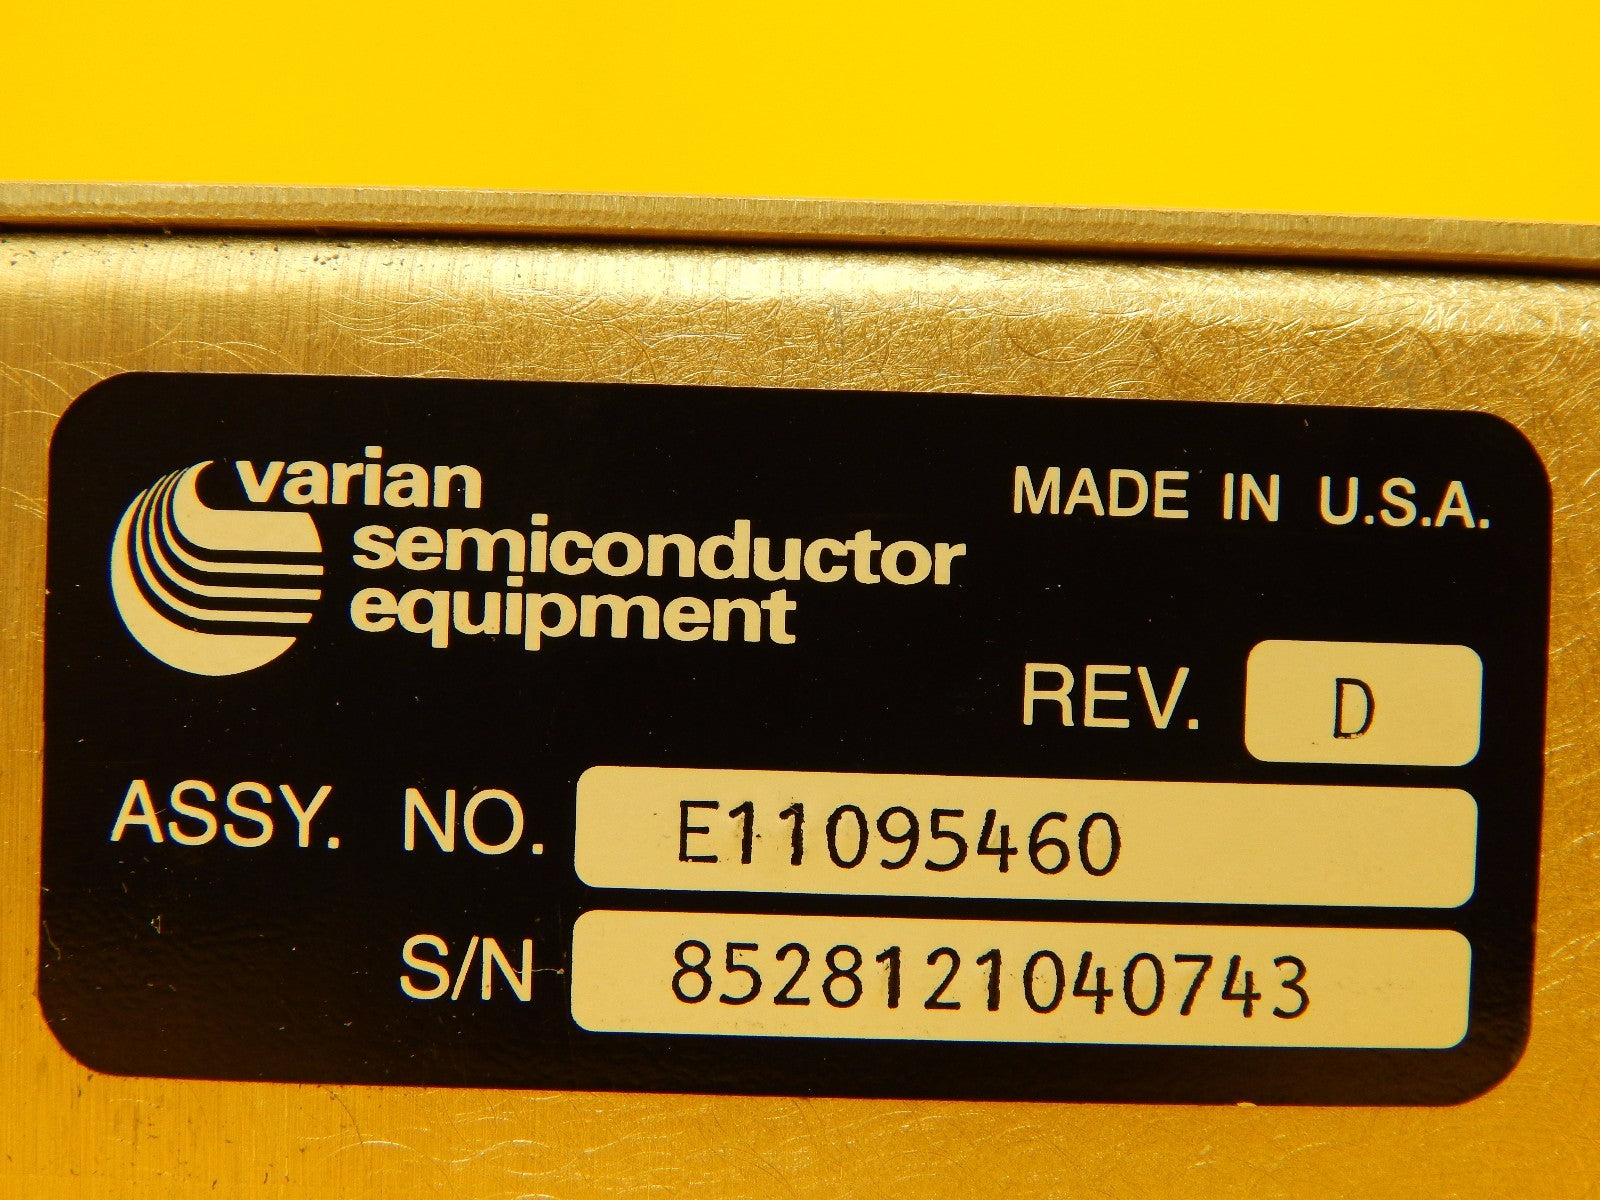 varian
semiconductor
equipment
MADE IN U.S.A.
REV. D
ASSY. NO. E11095460
S/N 8528121040743